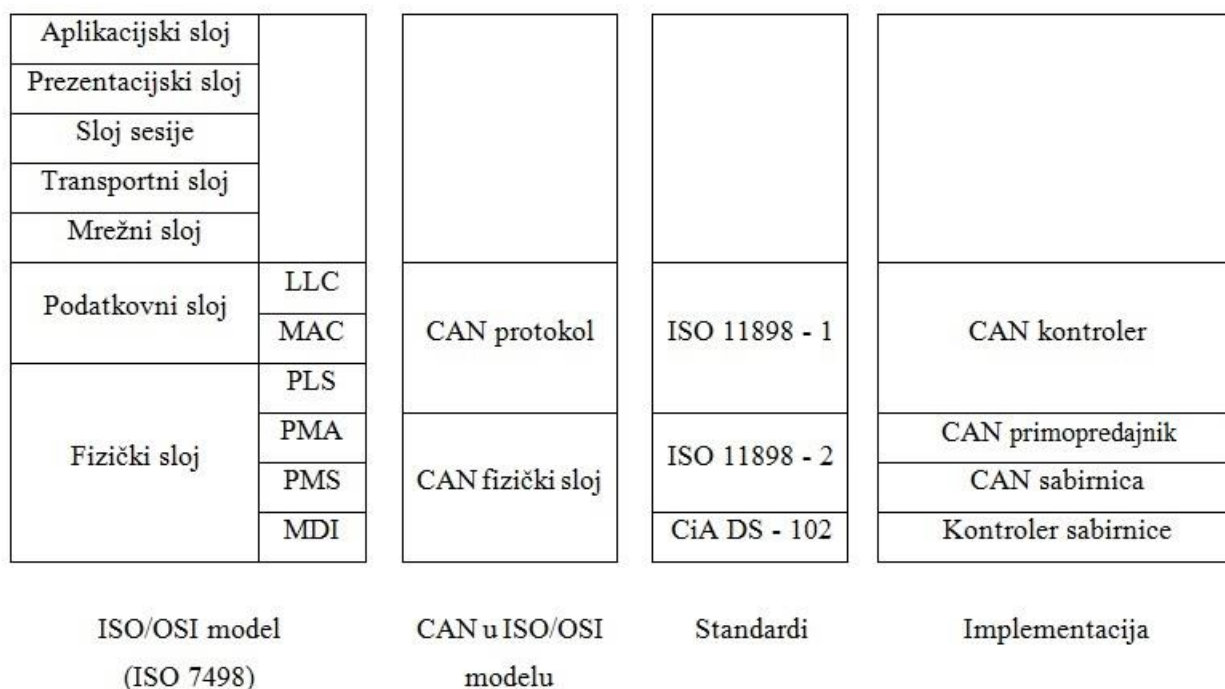 Aplikacijski sloj
Prezentacijski sloj
Sloj sesije
Transportni sloj
Mrežni sloj
Podatkovni sloj
LLC
MAC
Fizički sloj
PLS
PMA
PMS
MDI
ISO/OSI model
(ISO 7498)
CAN protokol
CAN fizički sloj
CAN u ISO/OSI
modelu
ISO 11898 - 1
ISO 11898 - 2
CiA DS - 102
Standardi
CAN kontroler
CAN primopredajnik
CAN sabirnica
Kontroler sabirnice
Implementacija